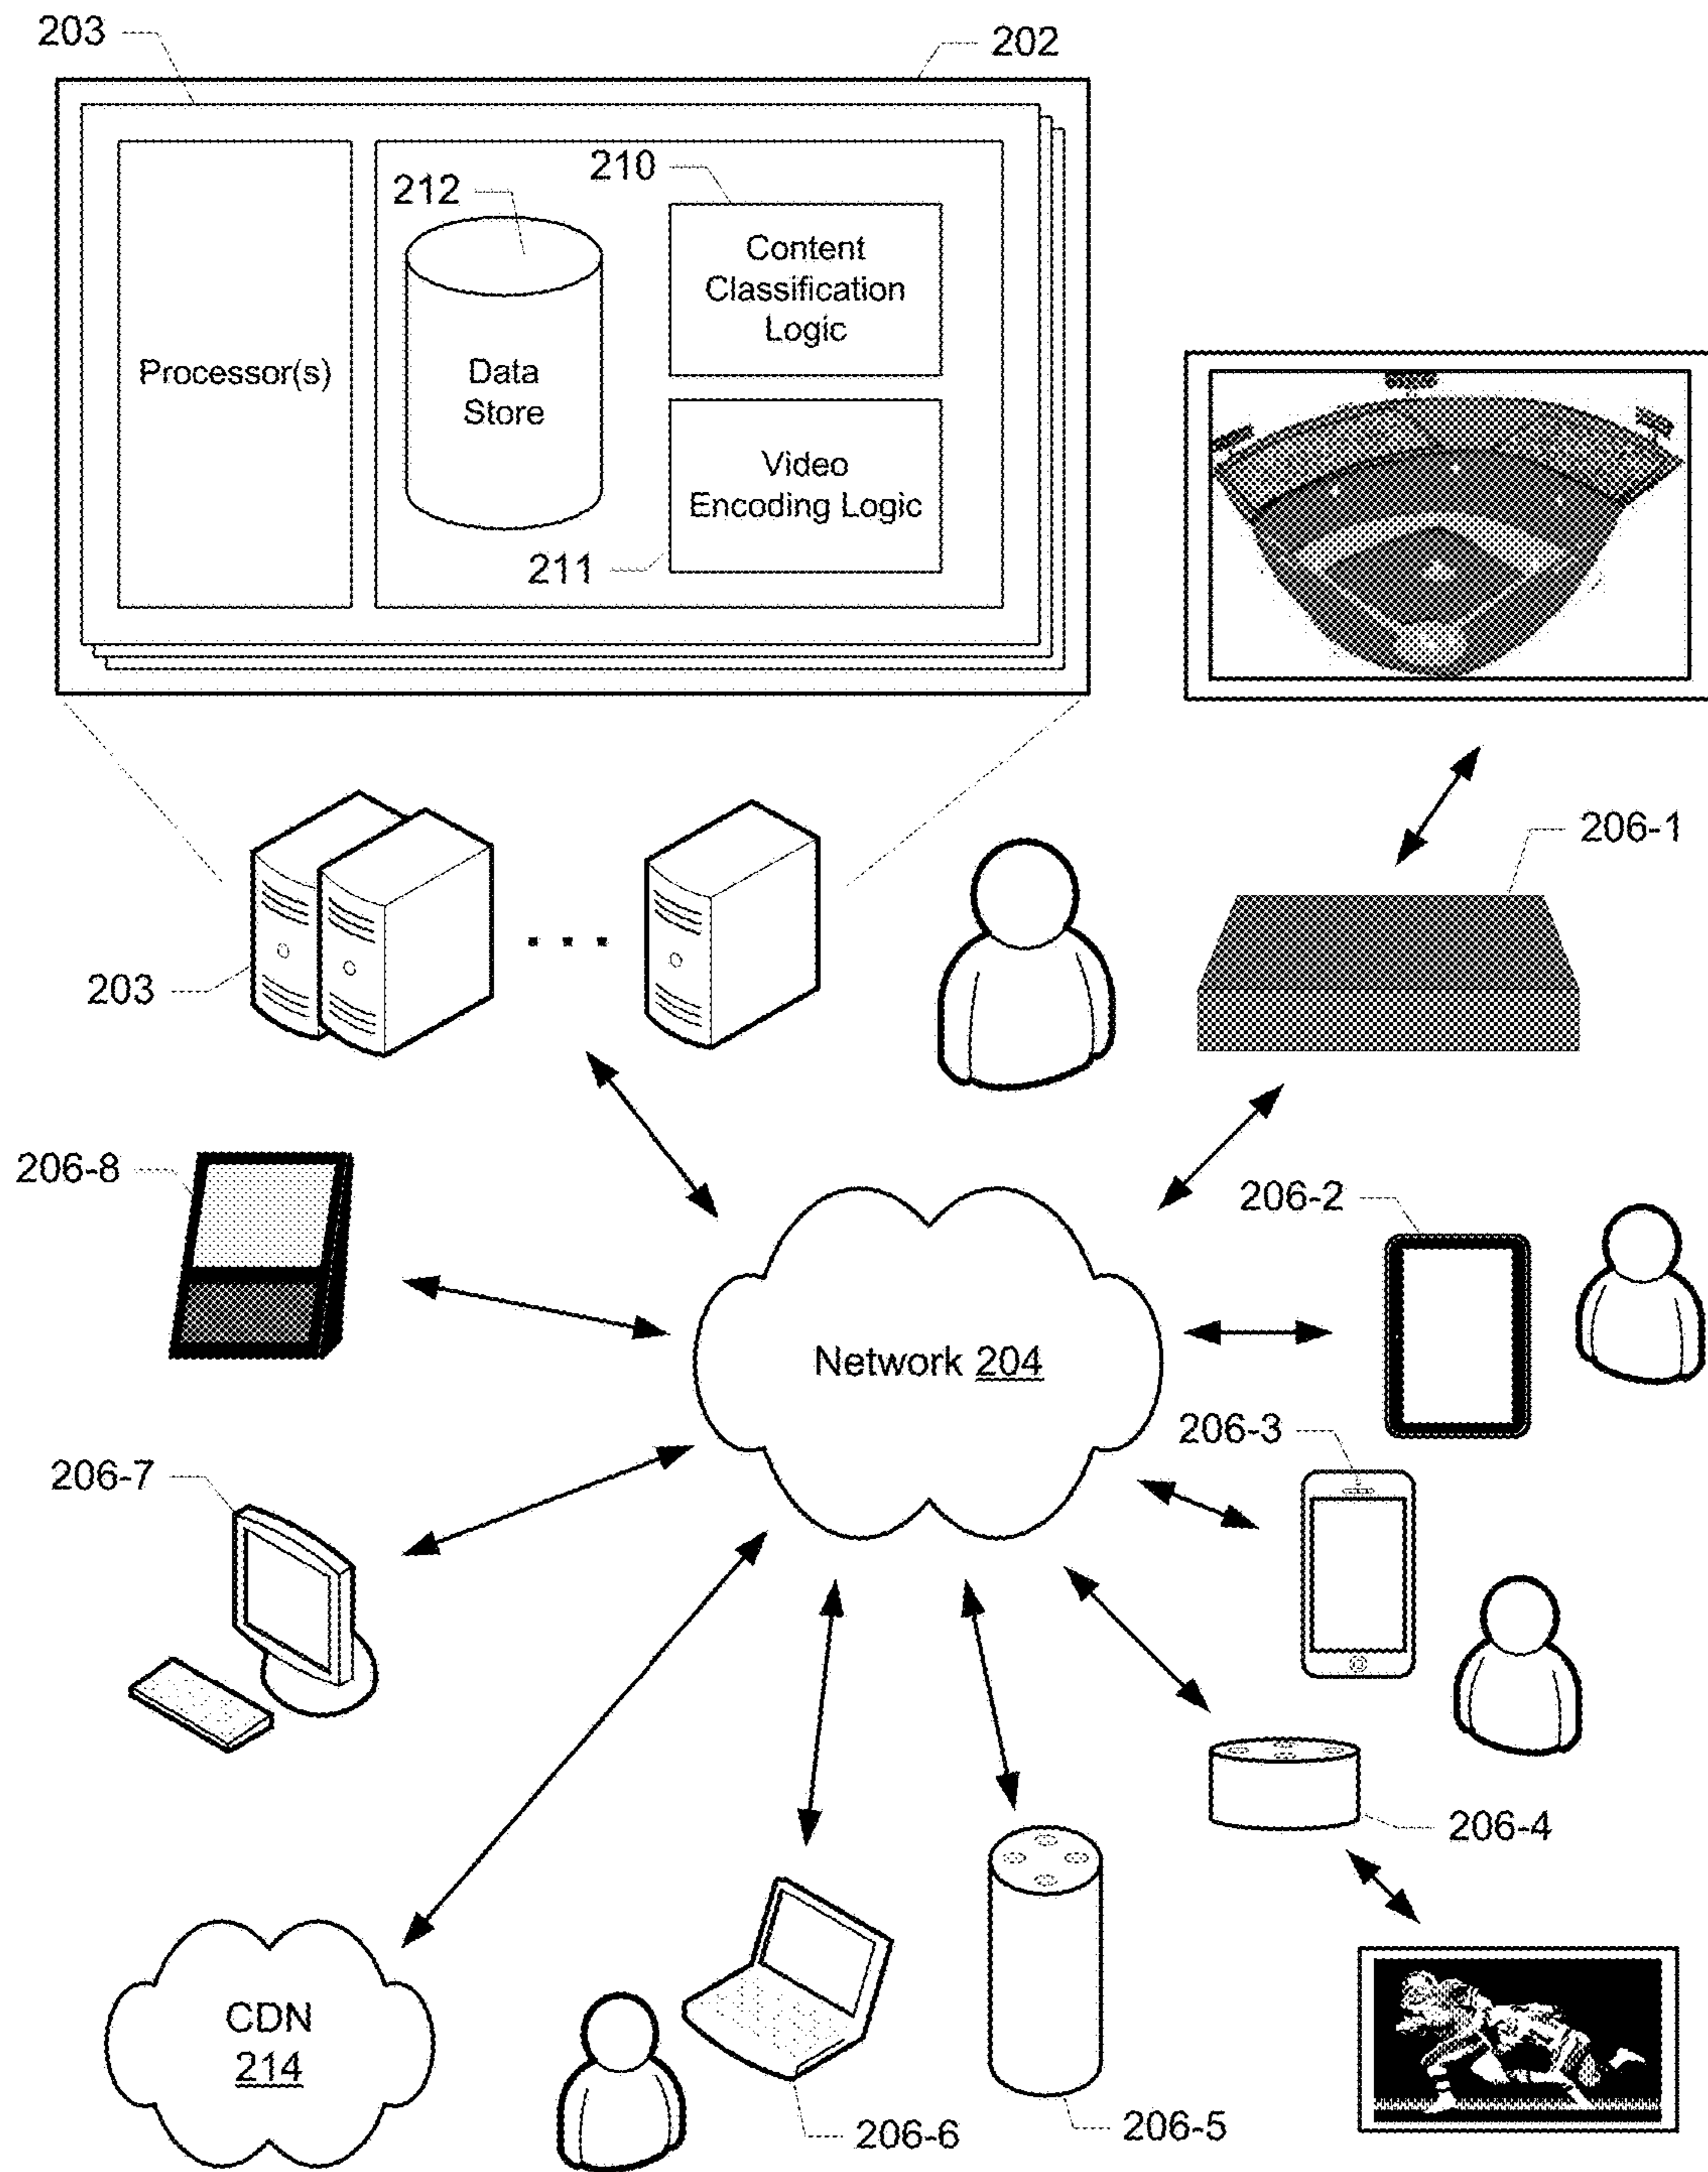 203
202
210
212
Content
Classification
Logic
Processor(s)
Data
Store
Video
Encoding Logic
211
206-1
203
206-8
206-2
Network 204
206-3
206-7
206-4
CDN
214
206-6
206-5